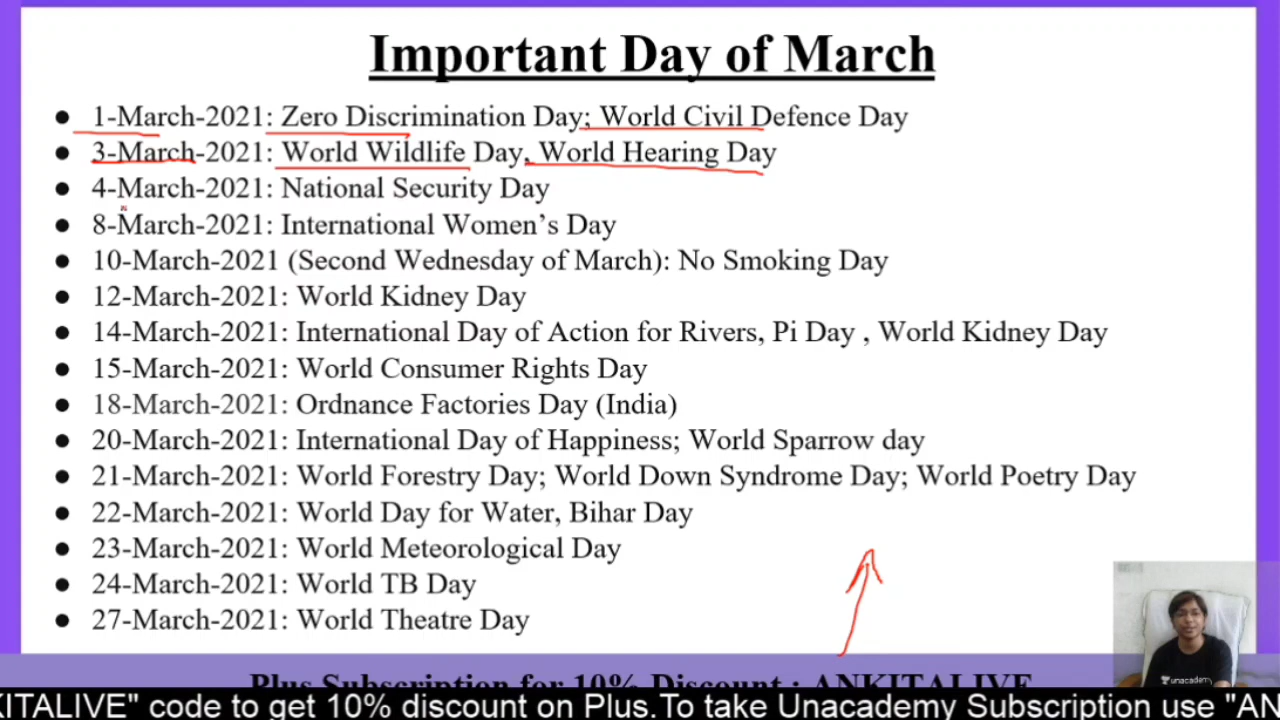 Important Day of March
● 1-March-2021: Zero Discrimination Day; World Civil Defence Day
● 3-March-2021: World Wildlife Day, World Hearing Day
● 4-March-2021: National Security Day
● 8-March-2021: International Women’s Day
● 10-March-2021 (Second Wednesday of March): No Smoking Day
● 12-March-2021: World Kidney Day
● 14-March-2021: International Day of Action for Rivers, Pi Day , World Kidney Day
● 15-March-2021: World Consumer Rights Day
● 18-March-2021: Ordnance Factories Day (India)
● 20-March-2021: International Day of Happiness; World Sparrow day
● 21-March-2021: World Forestry Day; World Down Syndrome Day; World Poetry Day
● 22-March-2021: World Day for Water, Bihar Day
● 23-March-2021: World Meteorological Day
● 24-March-2021: World TB Day
● 27-March-2021: World Theatre Day
unacademy
Plus Subscription for 10% Discount : ANKITALIVE
KITALIVE" code to get 10% discount on Plus.To take Unacademy Subscription use "AN